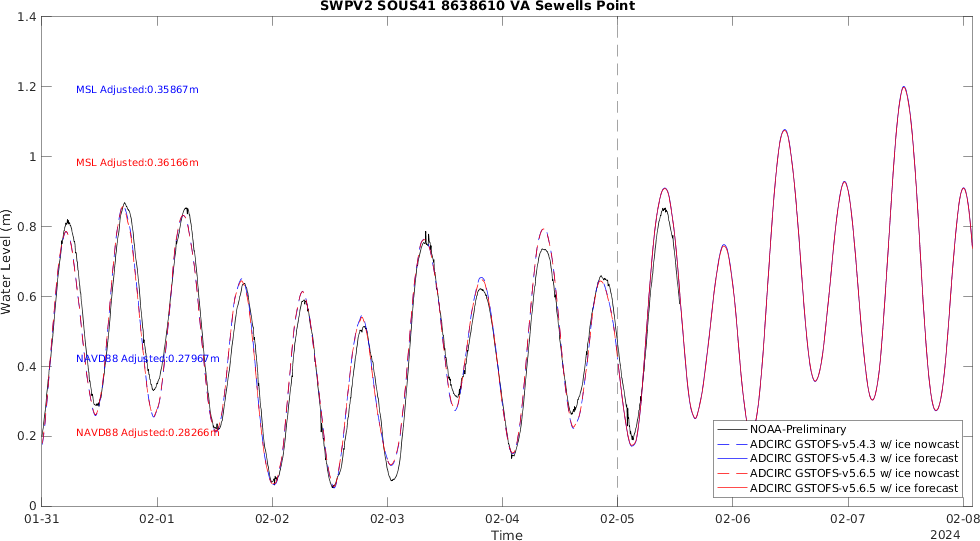 SWPV2 SOUS41 8638610 VA Sewells Point
1.4
1.2
1
0.8
0.6
0.4
0.2
0
Water Level (m)
MSL Adjusted:0.35867m
MSL Adjusted:0.36166m
NAVD88 Adjusted:0.27967m
NAVD88 Adjusted:0.28266m
NOAA-Preliminary
ADCIRC GSTOFS-v5.4.3 w/ ice nowcast
ADCIRC GSTOFS-v5.4.3 w/ ice forecast
ADCIRC GSTOFS-v5.6.5 w/ ice nowcast
ADCIRC GSTOFS-v5.6.5 w/ ice forecast
01-31 02-01 02-02 02-03 02-04 02-05 02-06 02-07 02-08
Time
2024